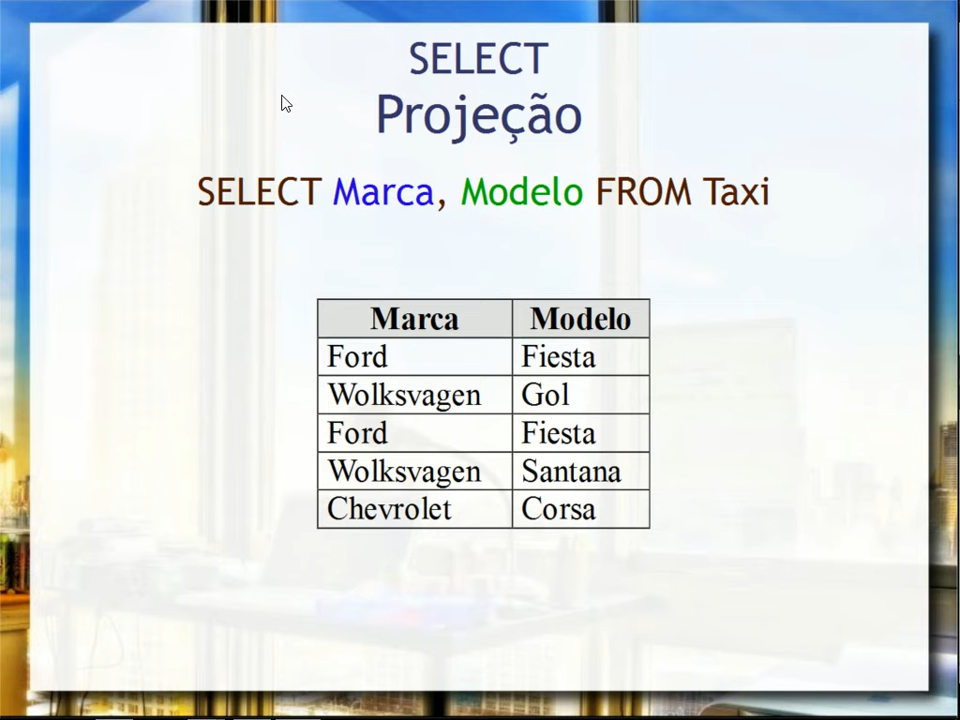 SELECT
Projeção
SELECT Marca, Modelo FROM Taxi
Marca Modelo
Ford Fiesta
Wolksvagen Gol
Ford Fiesta
Wolksvagen Santana
Chevrolet Corsa